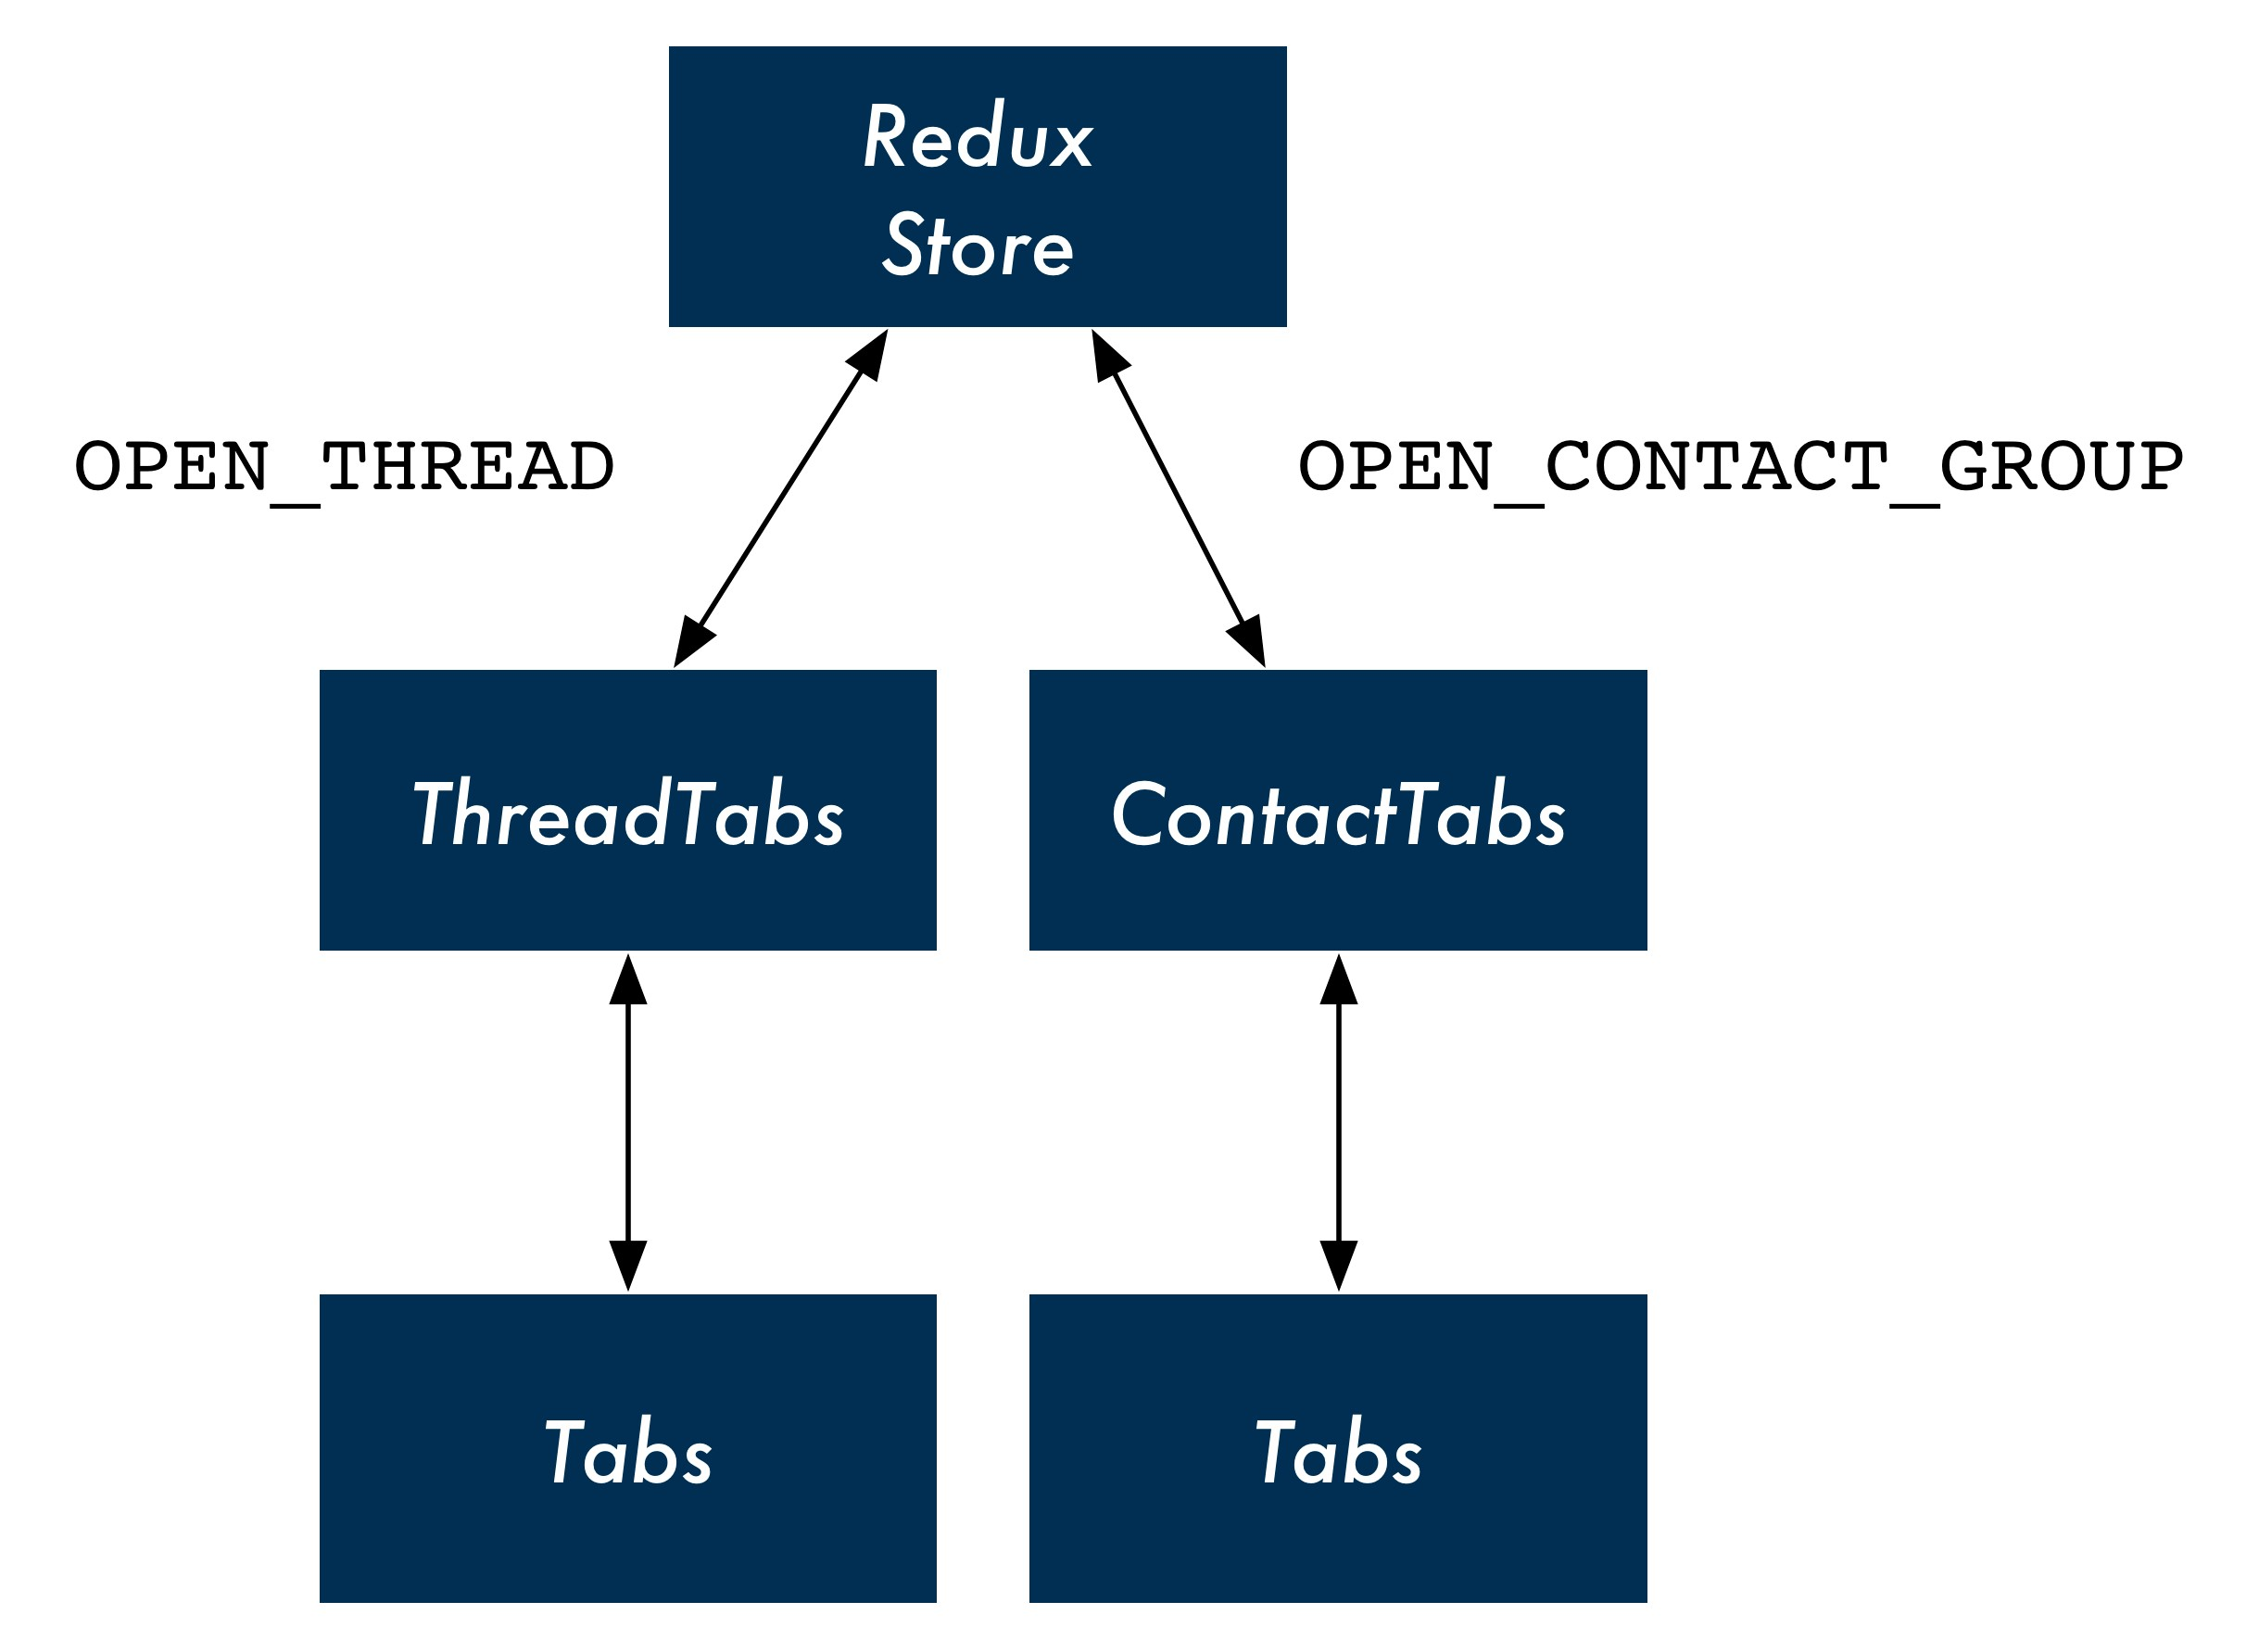 Redux
Store
OPEN_THREAD
OPEN_CONTACT_GROUP
ThreadTabs
ContactTabs
Tabs
Tabs